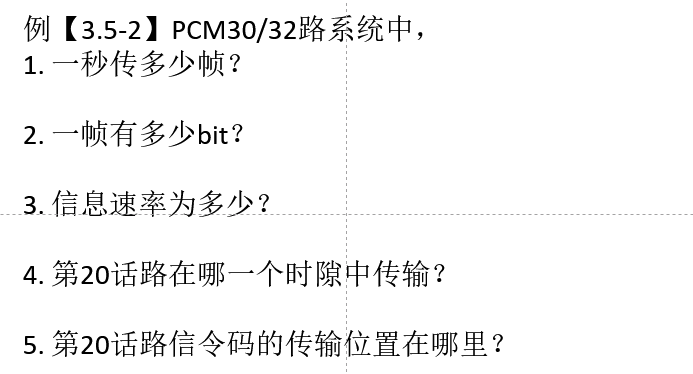 例【3.5-2】PCM30/32路系统中，
1. 一秒传多少帧？
2. 一帧有多少bit？
3. 信息速率为多少？
4. 第20话路在哪一个时隙中传输？
5. 第20话路信令码的传输位置在哪里？